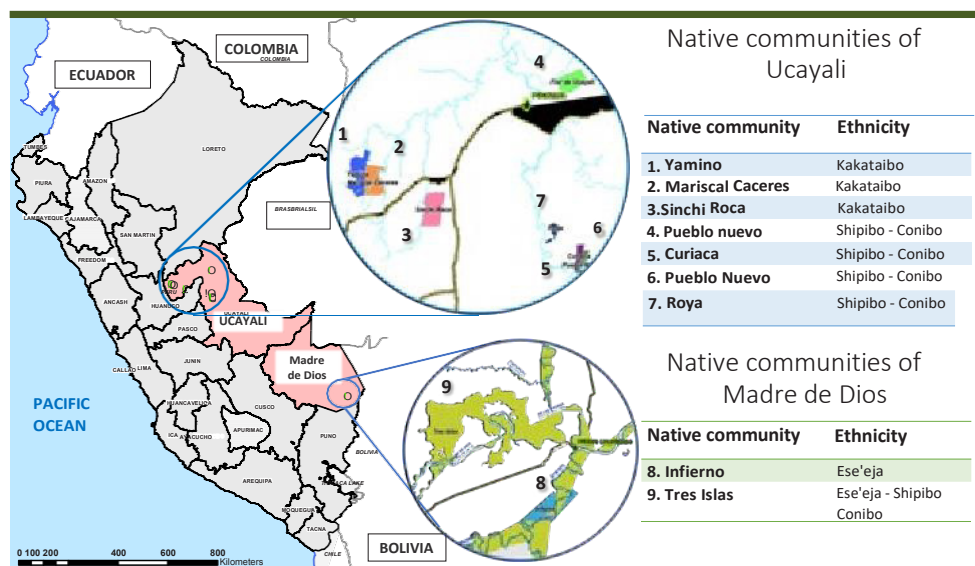 COLOMBIA
COLOMBIA
ECUADOR
TUMBES
LORETO
PIURA
AMAZON
LAMBAYEQUE
CAJAMARCA
SAN MARTIN
BRASBRIALSIL
FREEDOM
ANCASH
HUANUCO
UCAYALI
PASCO
JUNIN
CALLAO
LIMA
Madre
de Dios
HUANCAVELICA
CUSCO
PACIFIC
OCEAN
ICA
AYACUCHO
APURIMAC
PUNO
BOLIVIA
AREQUIPA
MOQUEGUA
TACNA
CHILE
BOLIVIA
0 100 200 400 600 800
Kilometers
1
2
3
4
5
6
7
Sinchi Roca
9
8
Native communities of
Ucayali
Native community Ethnicity
1. Yamino Kakataibo
2. Mariscal Caceres Kakataibo
3.Sinchi Roca Kakataibo
4. Pueblo nuevo Shipibo - Conibo
5. Curiaca Shipibo - Conibo
6. Pueblo Nuevo Shipibo - Conibo
7. Roya Shipibo - Conibo
Native communities of
Madre de Dios
Native community Ethnicity
8. Infierno Ese'eja
9. Tres Islas Ese'eja - Shipibo
Conibo